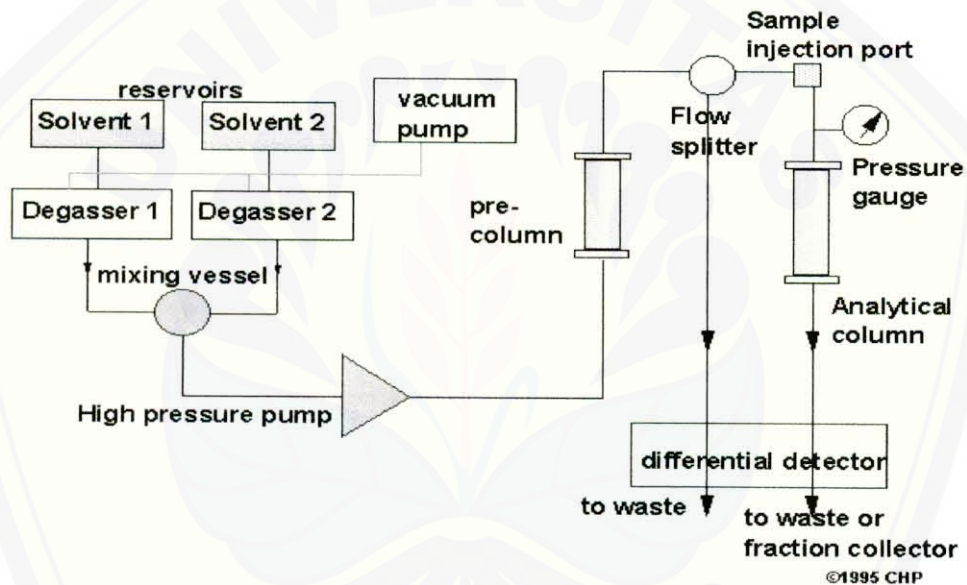 reservoirs
Solvent 1
Solvent 2
vacuum
pump
Degasser 1
Degasser 2
mixing vessel
High pressure pump
pre-
column
Flow
splitter
Sample
injection port
Pressure
gauge
Analytical
column
differential detector
to waste
to waste or
fraction collector
©1995 CHP
UNIVERSITAS